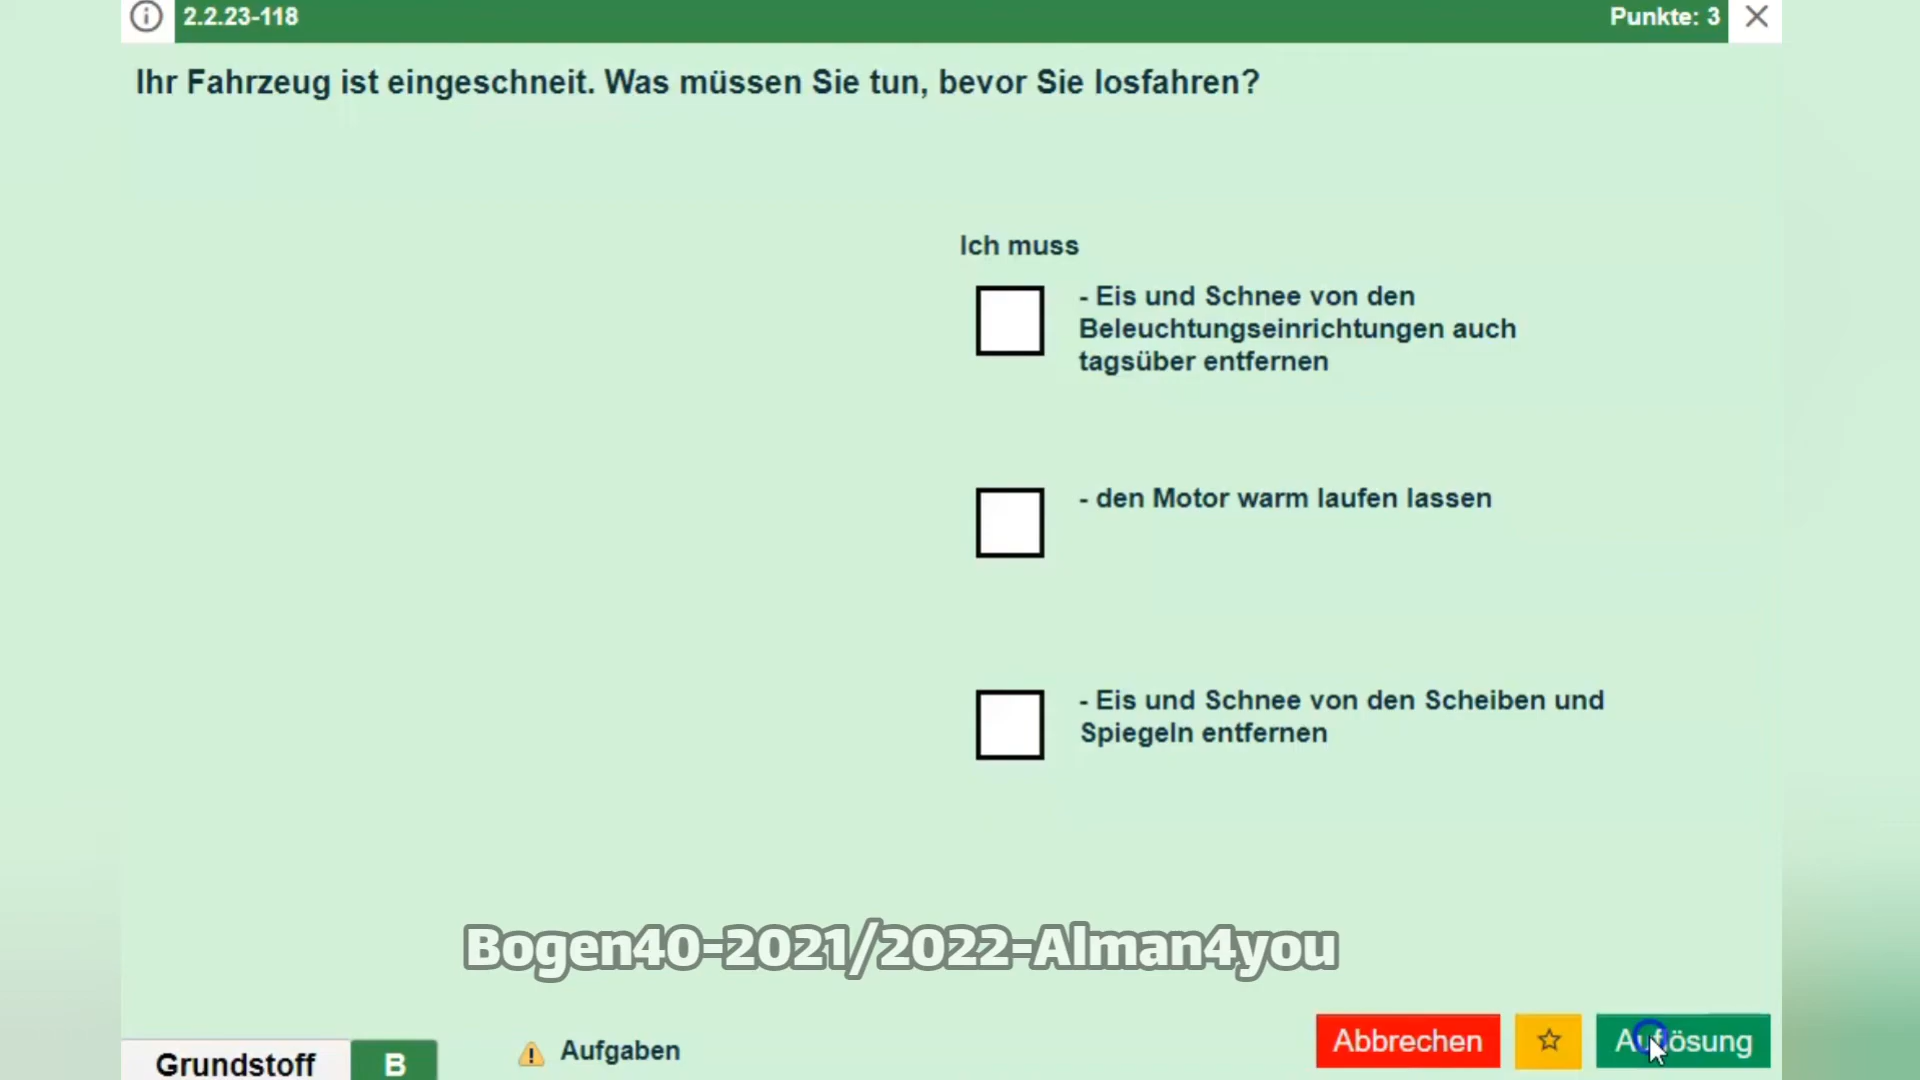 2.2.23-118
Punkte: 3
Ihr Fahrzeug ist eingeschneit. Was müssen Sie tun, bevor Sie losfahren?
Ich muss
- Eis und Schnee von den
Beleuchtungseinrichtungen auch
tagsüber entfernen
- den Motor warm laufen lassen
- Eis und Schnee von den Scheiben und
Spiegeln entfernen
Bogen40-2021/2022-Alman4you
Grundstoff
B
Aufgaben
Abbrechen
Auflösung